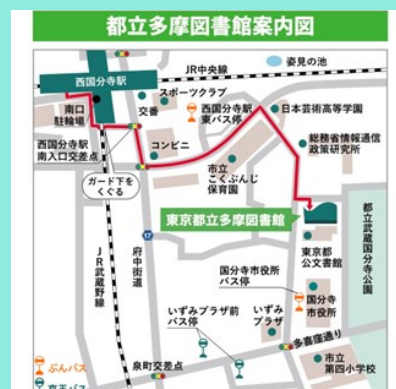 都立多摩図書館案内図
西国分寺駅
JR中央線
姿見の池
スポーツクラブ
南口
駐輪場
交番
西国分寺駅
東バス停
日本芸術高等学園
西国分寺駅
南入口交差点
コンビニ
総務省情報通信
政策研究所
ガード下を
くぐる
市立
こくぶんじ
保育園
東京都立多摩図書館
都立武蔵国分寺公園
JR武蔵野線
17
府中街道
東京都
公文書館
国分寺市役所
バス停
国分寺
市役所
いずみプラザ前
バス停
いずみ
プラザ
多喜窪通り
ぶんバス
泉町交差点
市立
第四小学校
京王バス